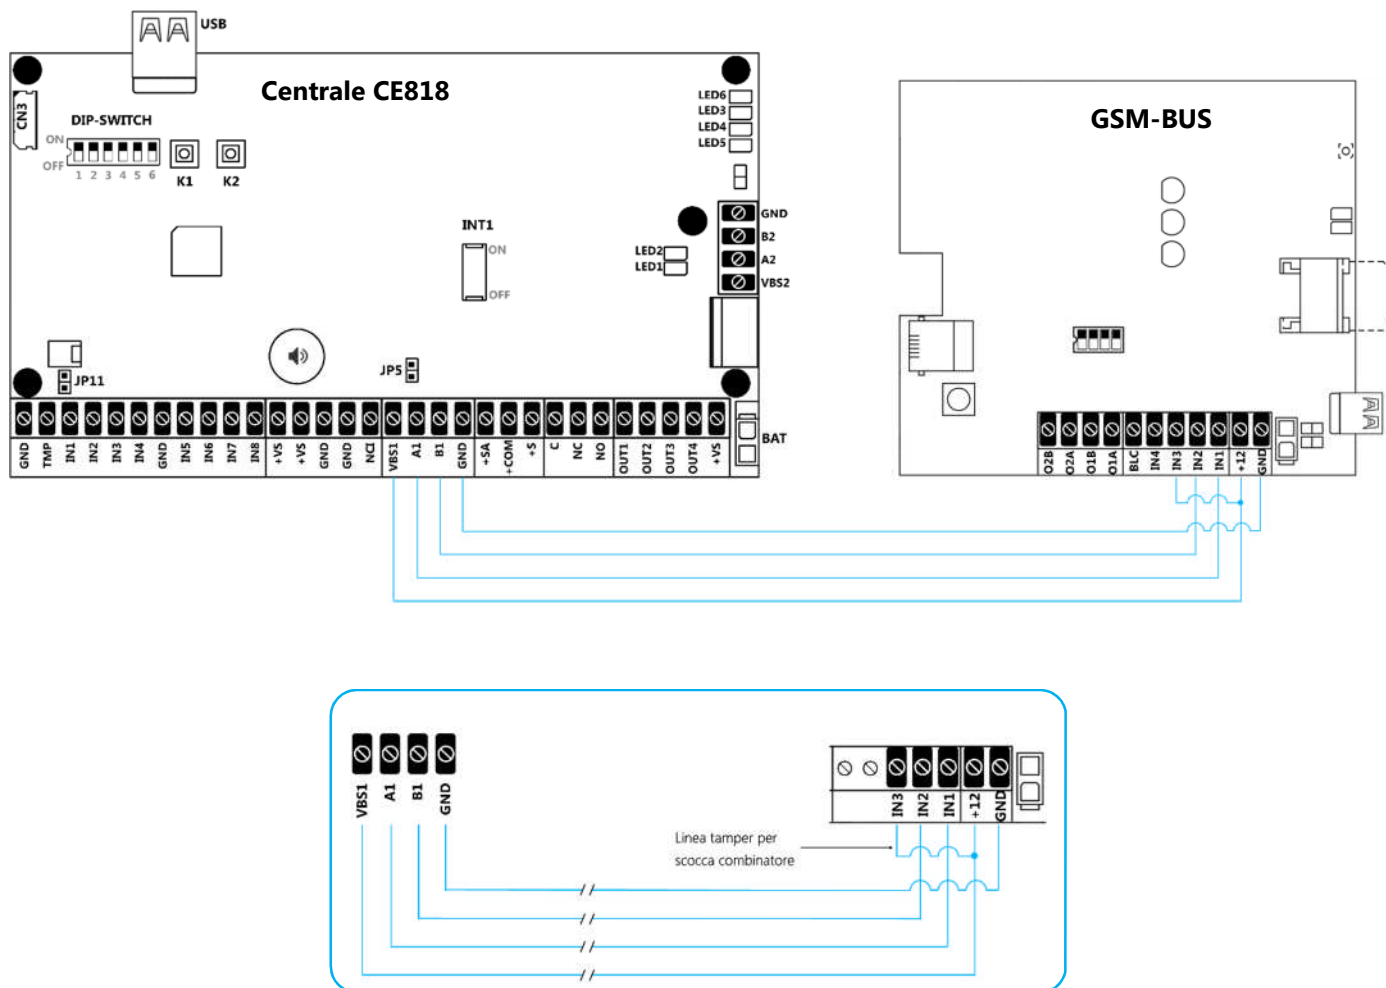 USB
Centrale CE818
GSM-BUS
CN3
DIP-SWITCH
ON
OFF
1 2 3 4 5 6
K1
K2
LED6
LED3
LED4
LED5
INT1
ON
OFF
LED2
LED1
GND
B2
A2
VBS2
JP11
JP5
BAT
GND TMP IN1 IN2 IN3 IN4 GND IN5 IN6 IN7 IN8 +VS +VS GND GND NCI VBS1 A1 B1 GND +SA +COM +S C NC NO OUT1 OUT2 OUT3 OUT4 +VS
O2B O2A O1B O1A BLC IN4 IN3 IN2 IN1 +12 GND
VBS1 A1 B1 GND
IN3 IN2 IN1 +12 GND
Linea tamper per
scocca combinatore